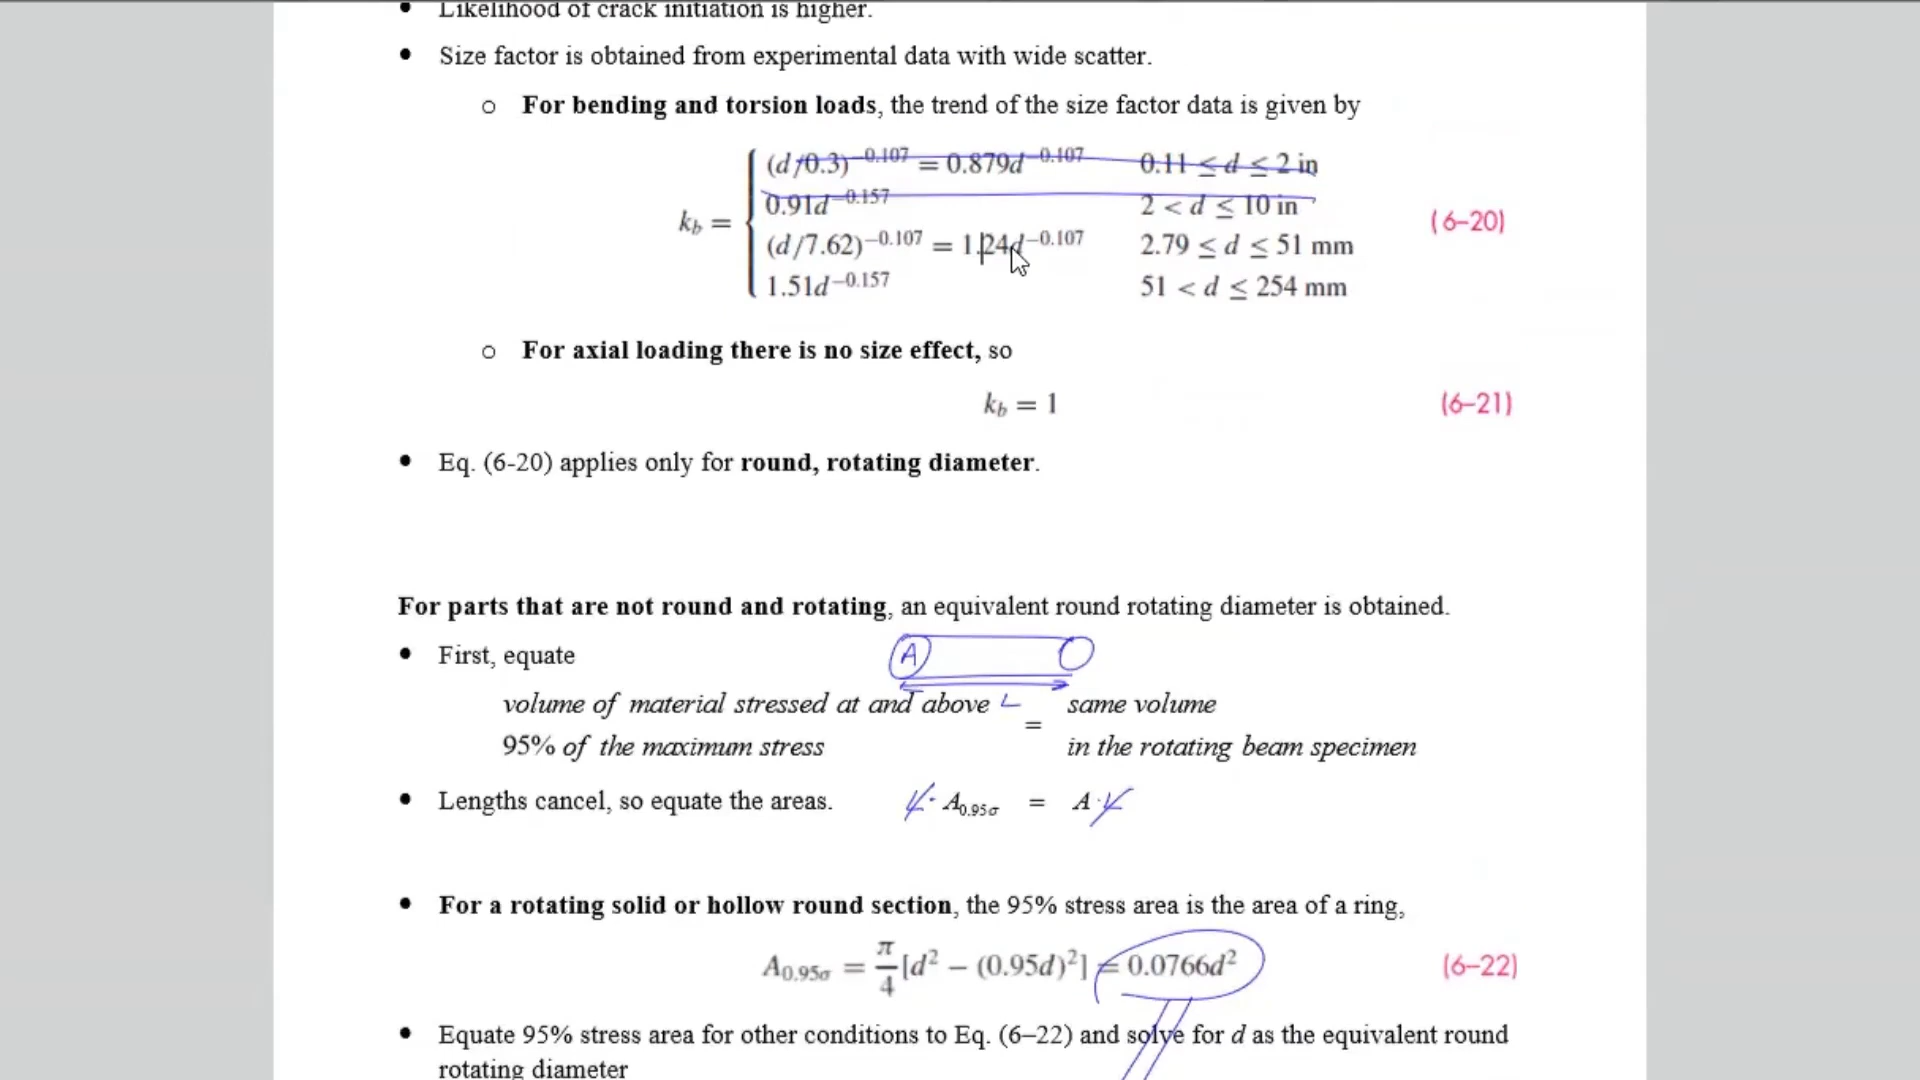 • Likelihood of crack initiation is higher.
• Size factor is obtained from experimental data with wide scatter.
o For bending and torsion loads, the trend of the size factor data is given by
(d/0.3)^−0.107 = 0.879d^−0.107 0.11 ≤ d ≤ 2 in
0.91d^−0.157 2 < d ≤ 10 in
k_b = (6–20)
(d/7.62)^−0.107 = 1.24d^−0.107 2.79 ≤ d ≤ 51 mm
1.51d^−0.157 51 < d ≤ 254 mm
o For axial loading there is no size effect, so
k_b = 1 (6–21)
• Eq. (6-20) applies only for round, rotating diameter.
For parts that are not round and rotating, an equivalent round rotating diameter is obtained.
• First, equate
A
volume of material stressed at and above L same volume
=
95% of the maximum stress in the rotating beam specimen
• Lengths cancel, so equate the areas. L· A_0.95σ = A·L
• For a rotating solid or hollow round section, the 95% stress area is the area of a ring,
A_0.95σ = π/4 [d² − (0.95d)²] = 0.0766d² (6–22)
• Equate 95% stress area for other conditions to Eq. (6–22) and solve for d as the equivalent round
rotating diameter